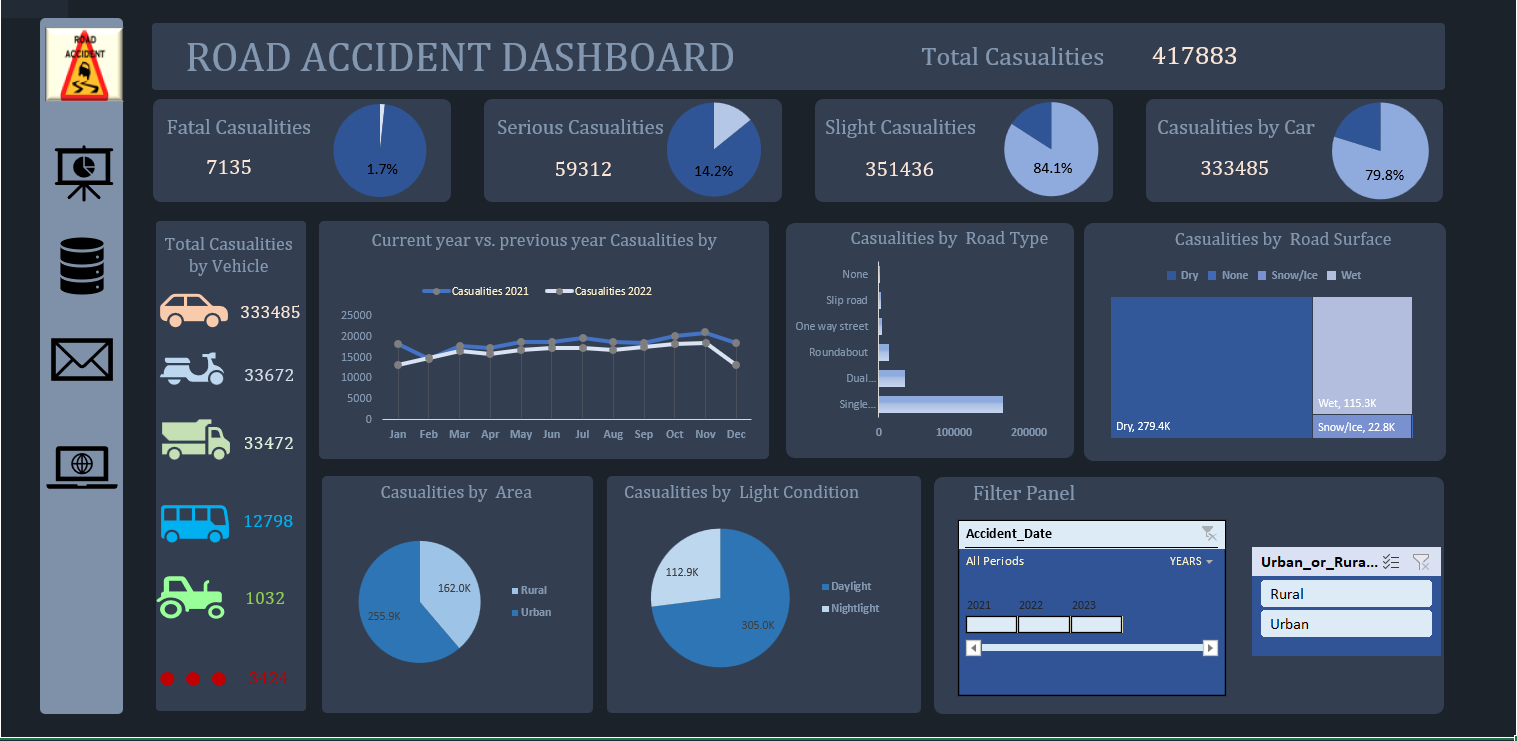 ROAD
ACCIDENT
ROAD ACCIDENT DASHBOARD
Total Casualities 417883
Fatal Casualities
7135
1.7%
Serious Casualities
59312
14.2%
Slight Casualities
351436
84.1%
Casualities by Car
333485
79.8%
Total Casualities
by Vehicle
333485
33672
33472
12798
1032
3424
Current year vs. previous year Casualities by
Casualities 2021 Casualities 2022
25000
20000
15000
10000
5000
0
Jan Feb Mar Apr May Jun Jul Aug Sep Oct Nov Dec
Casualities by Road Type
None
Slip road
One way street
Roundabout
Dual...
Single...
0 100000 200000
Casualities by Road Surface
Dry None Snow/Ice Wet
Dry, 279.4K
Wet, 115.3K
Snow/Ice, 22.8K
Casualities by Area
162.0K
255.9K
Rural
Urban
Casualities by Light Condition
112.9K
305.0K
Daylight
Nightlight
Filter Panel
Accident_Date
All Periods YEARS
2021 2022 2023
Urban_or_Rura...
Rural
Urban